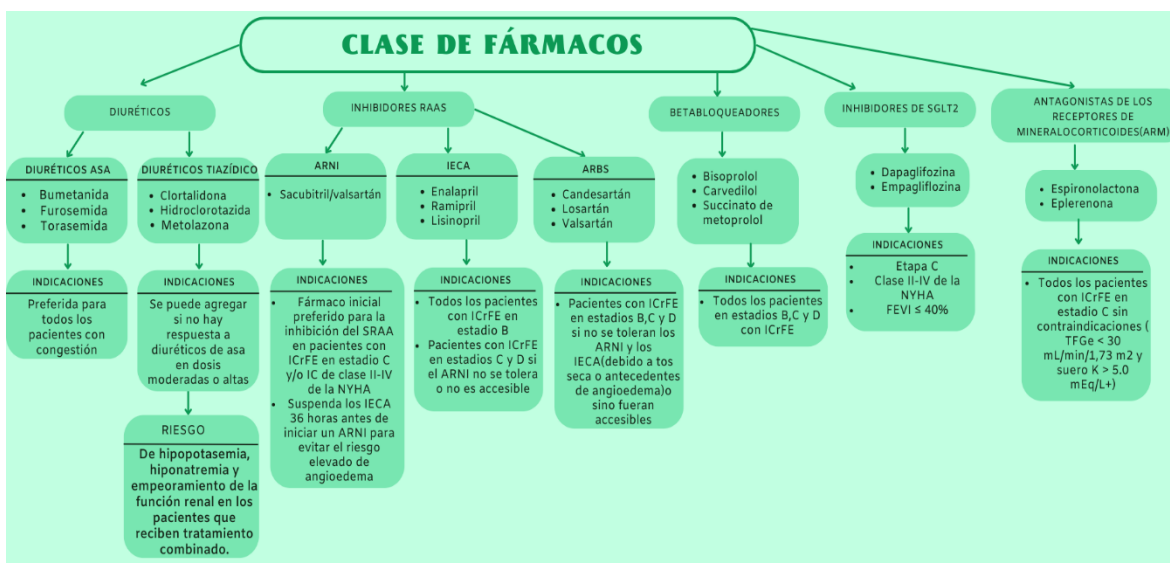 CLASE DE FÁRMACOS
DIURÉTICOS
DIURÉTICOS ASA
• Bumetanida
• Furosemida
• Torasemida
INDICACIONES
Preferida para
todos los
pacientes con
congestión
DIURÉTICOS TIAZÍDICO
• Clortalidona
• Hidroclorotazida
• Metolazona
INDICACIONES
Se puede agregar
si no hay
respuesta a
diuréticos de asa
en dosis
moderadas o altas
RIESGO
De hipopotasemia,
hiponatremia y
empeoramiento de la
función renal en los
pacientes que
reciben tratamiento
combinado.
INHIBIDORES RAAS
ARNI
• Sacubitril/valsartán
INDICACIONES
• Fármaco inicial
preferido para la
inhibición del SRAA
en pacientes con
ICrFE en estadio C
y/o IC de clase II-IV
de la NYHA
• Suspenda los IECA
36 horas antes de
iniciar un ARNI para
evitar el riesgo
elevado de
angioedema
IECA
• Enalapril
• Ramipril
• Lisinopril
INDICACIONES
• Todos los pacientes
con ICrFE en
estadio B
• Pacientes con ICrFE
en estadios C y D si
el ARNI no se tolera
o no es accesible
ARBS
• Candesartán
• Losartán
• Valsartán
INDICACIONES
• Pacientes con ICrFE
en estadios B,C y D
si no se toleran los
ARNI y los
IECA(debido a tos
seca o antecedentes
de angioedema)o
sino fueran
accesibles
BETABLOQUEADORES
• Bisoprolol
• Carvedilol
• Succinato de
metoprolol
INDICACIONES
• Todos los pacientes
en estadios B,C y D
con ICrFE
INHIBIDORES DE SGLT2
• Dapaglifozina
• Empagliflozina
INDICACIONES
• Etapa C
• Clase II-IV de la
NYHA
• FEVI ≤ 40%
ANTAGONISTAS DE LOS
RECEPTORES DE
MINERALOCORTICOIDES(ARM)
• Espironolactona
• Eplerenona
INDICACIONES
• Todos los pacientes
con ICrFE en
estadio C sin
contraindicaciones (
TFGe < 30
mL/min/1,73 m2 y
suero K > 5.0
mEq/L+)